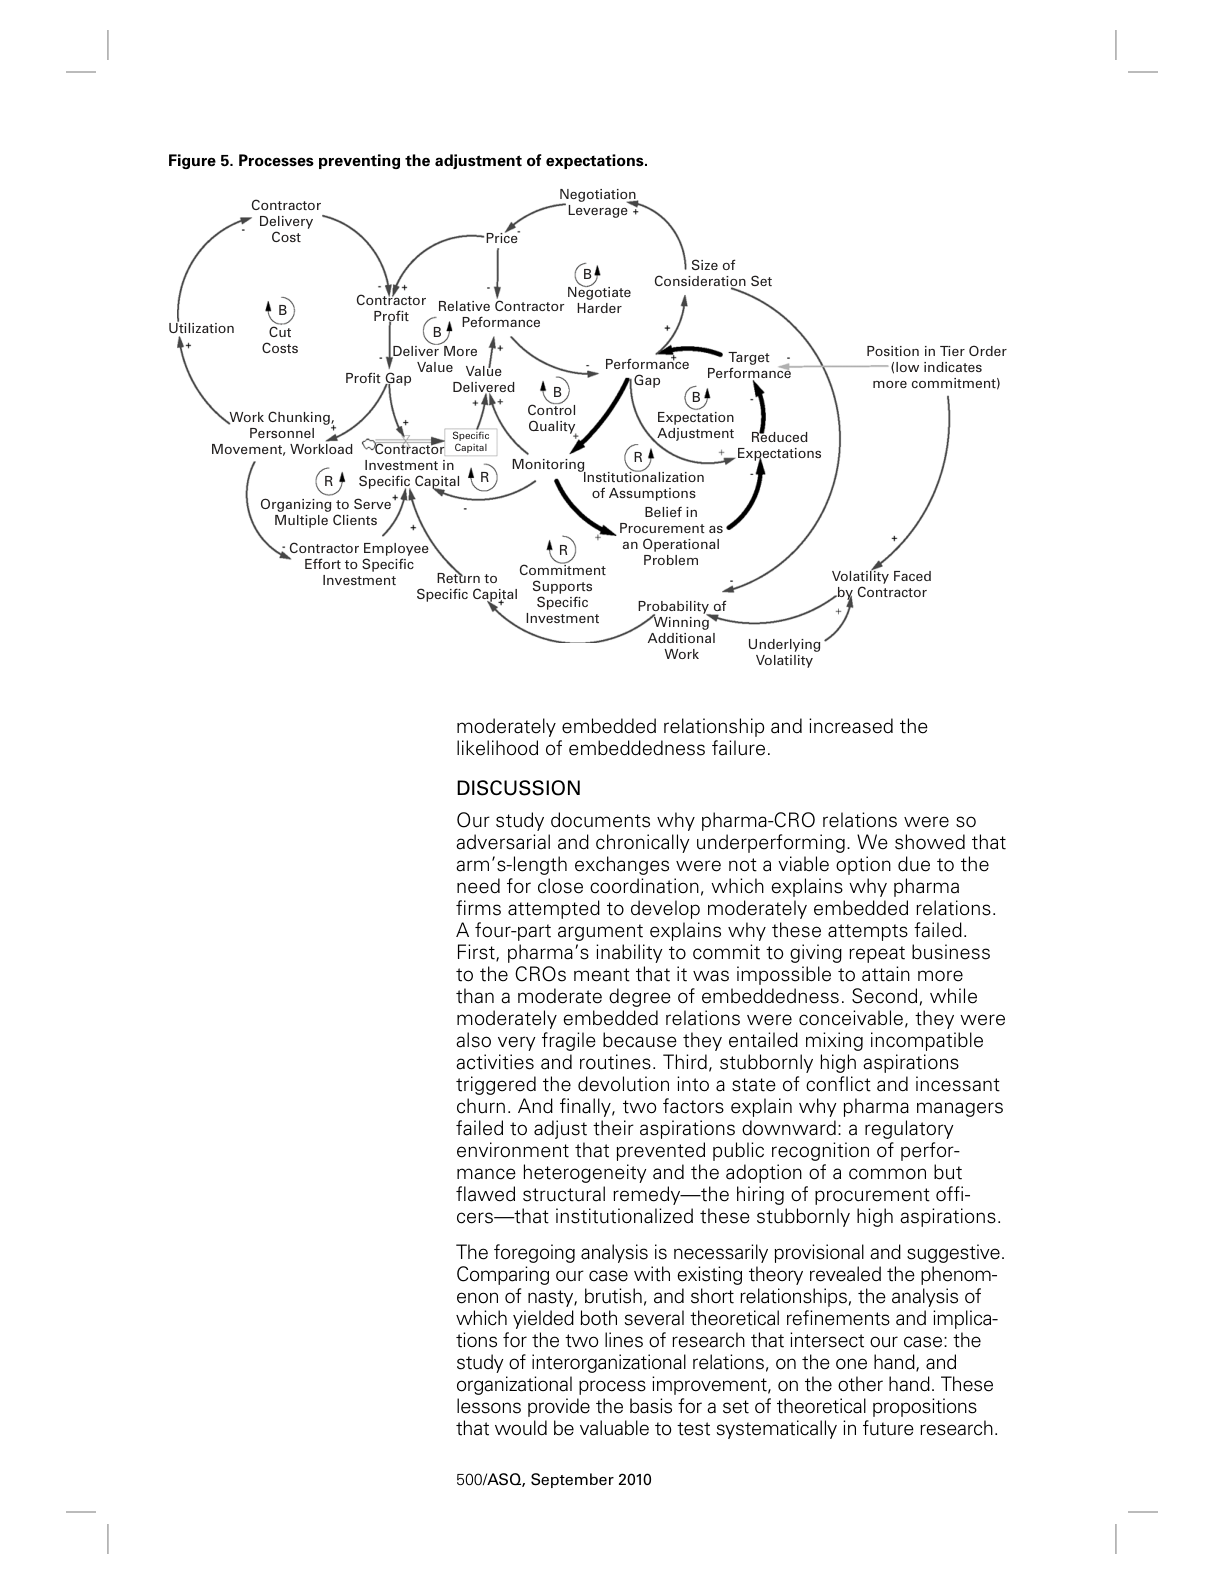 Figure 5. Processes preventing the adjustment of expectations.
Negotiation
Leverage +
Contractor
Delivery
Cost
-
Price
-
Size of
Consideration Set
B
Negotiate
Harder
- +
Contractor
Profit
-
Relative Contractor
Peformance
B
Cut
Costs
Utilization
+
B
Deliver More
Value
+
-
Profit Gap
Value
Delivered
+ +
-
Performance
Gap
+
+
Target
Performance
-
Position in Tier Order
(low indicates
more commitment)
B
Control
Quality
+
B
Expectation
Adjustment
-
Reduced
Expectations
+
-
Work Chunking,
Personnel
Movement, Workload
+
+
Contractor
Investment in
Specific Capital
Specific
Capital
R
Monitoring
-
R
Institutionalization
of Assumptions
R
Organizing to Serve
Multiple Clients
+
+
Belief in
Procurement as
an Operational
Problem
+
-
Contractor Employee
Effort to Specific
Investment
Return to
Specific Capital
+
R
Commitment
Supports
Specific
Investment
-
Probability of
Winning
Additional
Work
-
+
Volatility Faced
by Contractor
+
Underlying
Volatility
moderately embedded relationship and increased the
likelihood of embeddedness failure.
DISCUSSION
Our study documents why pharma-CRO relations were so
adversarial and chronically underperforming. We showed that
arm’s-length exchanges were not a viable option due to the
need for close coordination, which explains why pharma
firms attempted to develop moderately embedded relations.
A four-part argument explains why these attempts failed.
First, pharma’s inability to commit to giving repeat business
to the CROs meant that it was impossible to attain more
than a moderate degree of embeddedness. Second, while
moderately embedded relations were conceivable, they were
also very fragile because they entailed mixing incompatible
activities and routines. Third, stubbornly high aspirations
triggered the devolution into a state of conflict and incessant
churn. And finally, two factors explain why pharma managers
failed to adjust their aspirations downward: a regulatory
environment that prevented public recognition of perfor-
mance heterogeneity and the adoption of a common but
flawed structural remedy—the hiring of procurement offi-
cers—that institutionalized these stubbornly high aspirations.
The foregoing analysis is necessarily provisional and suggestive.
Comparing our case with existing theory revealed the phenom-
enon of nasty, brutish, and short relationships, the analysis of
which yielded both several theoretical refinements and implica-
tions for the two lines of research that intersect our case: the
study of interorganizational relations, on the one hand, and
organizational process improvement, on the other hand. These
lessons provide the basis for a set of theoretical propositions
that would be valuable to test systematically in future research.
500/ASQ, September 2010